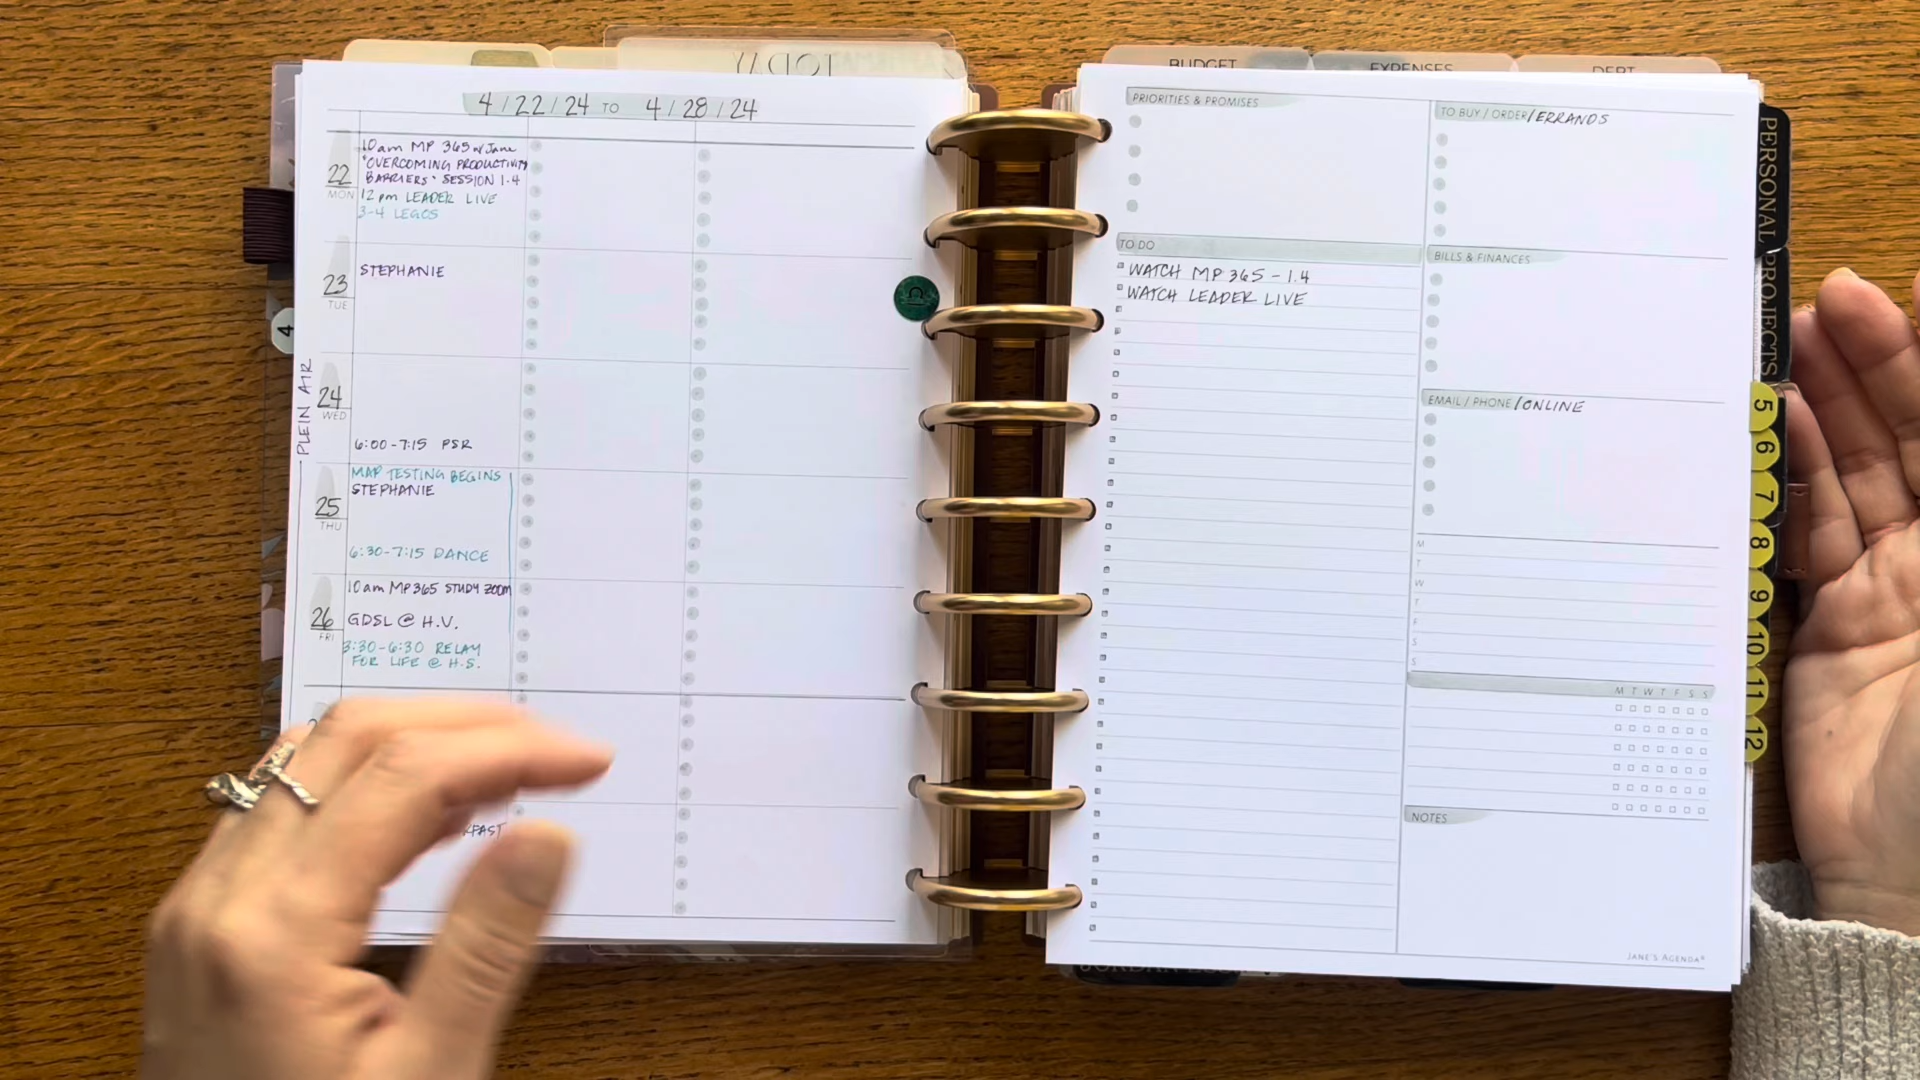 TODAY
4/22/24 TO 4/28/24
22
MON
10am MP 365 w/ Jane
"OVERCOMING PRODUCTIVITY
BARRIERS" SESSION 1.4
12pm LEADER LIVE
3-4 LEGOS
23
TUE
STEPHANIE
4
PLEIN AIR
24
WED
6:00-7:15 PSR
25
THU
MAP TESTING BEGINS
STEPHANIE
6:30-7:15 DANCE
26
FRI
10am MP365 STUDY ZOOM
GDSL @ H.V.
3:30-6:30 RELAY
FOR LIFE @ H.S.
BUDGET
EXPENSES
DEBT
PRIORITIES & PROMISES
TO BUY / ORDER/ERRANDS
TO DO
WATCH MP 365 - 1.4
WATCH LEADER LIVE
BILLS & FINANCES
EMAIL / PHONE/ONLINE
M
T
W
T
F
S
S
M T W T F S S
NOTES
JANE'S AGENDA®
PERSONAL
PROJECTS
5
6
7
8
9
10
11
12